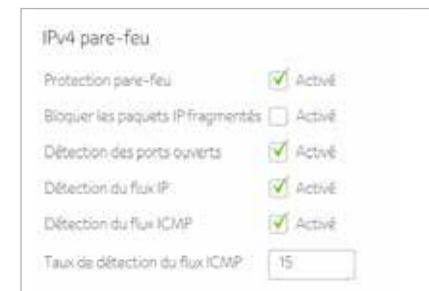 IPv4 pare-feu
Protection pare-feu Activé
Bloquer les paquets IP fragmentés Activé
Détection des ports ouverts Activé
Détection du flux IP Activé
Détection du flux ICMP Activé
Taux de détection du flux ICMP 15